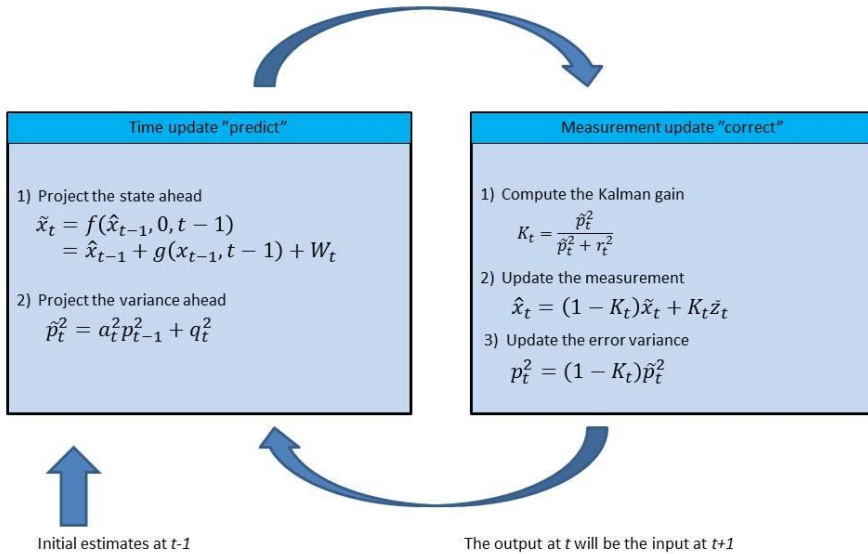 Time update ”predict”
1) Project the state ahead
x̃_t = f(x̂_{t−1}, 0, t − 1)
= x̂_{t−1} + g(x_{t−1}, t − 1) + W_t
2) Project the variance ahead
p̃_t^2 = a_t^2 p_{t−1}^2 + q_t^2
Measurement update ”correct”
1) Compute the Kalman gain
K_t = p̃_t^2 / (p̃_t^2 + r_t^2)
2) Update the measurement
x̂_t = (1 − K_t)x̃_t + K_t ž_t
3) Update the error variance
p_t^2 = (1 − K_t)p̃_t^2
Initial estimates at t-1
The output at t will be the input at t+1